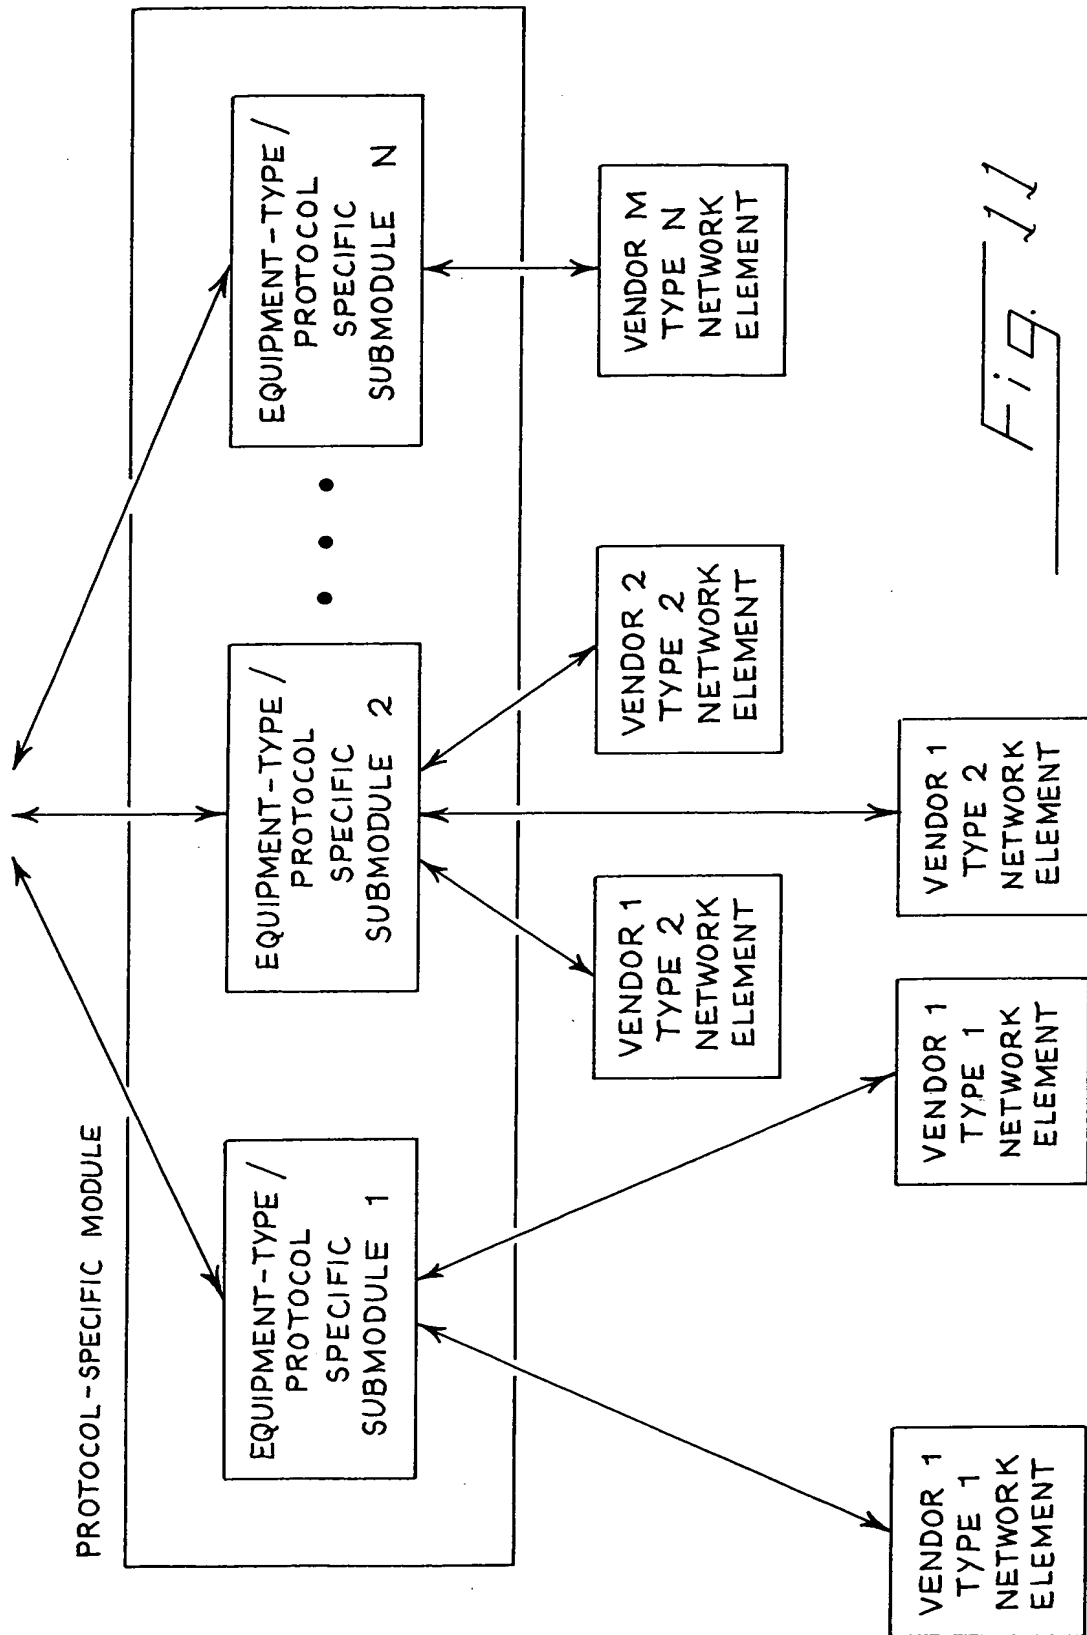 PROTOCOL-SPECIFIC MODULE
EQUIPMENT-TYPE/
PROTOCOL
SPECIFIC
SUBMODULE 1
EQUIPMENT-TYPE/
PROTOCOL
SPECIFIC
SUBMODULE 2
EQUIPMENT-TYPE/
PROTOCOL
SPECIFIC
SUBMODULE N
VENDOR 1
TYPE 2
NETWORK
ELEMENT
VENDOR 2
TYPE 2
NETWORK
ELEMENT
VENDOR M
TYPE N
NETWORK
ELEMENT
VENDOR 1
TYPE 1
NETWORK
ELEMENT
VENDOR 1
TYPE 1
NETWORK
ELEMENT
VENDOR 1
TYPE 2
NETWORK
ELEMENT
Fig. 11